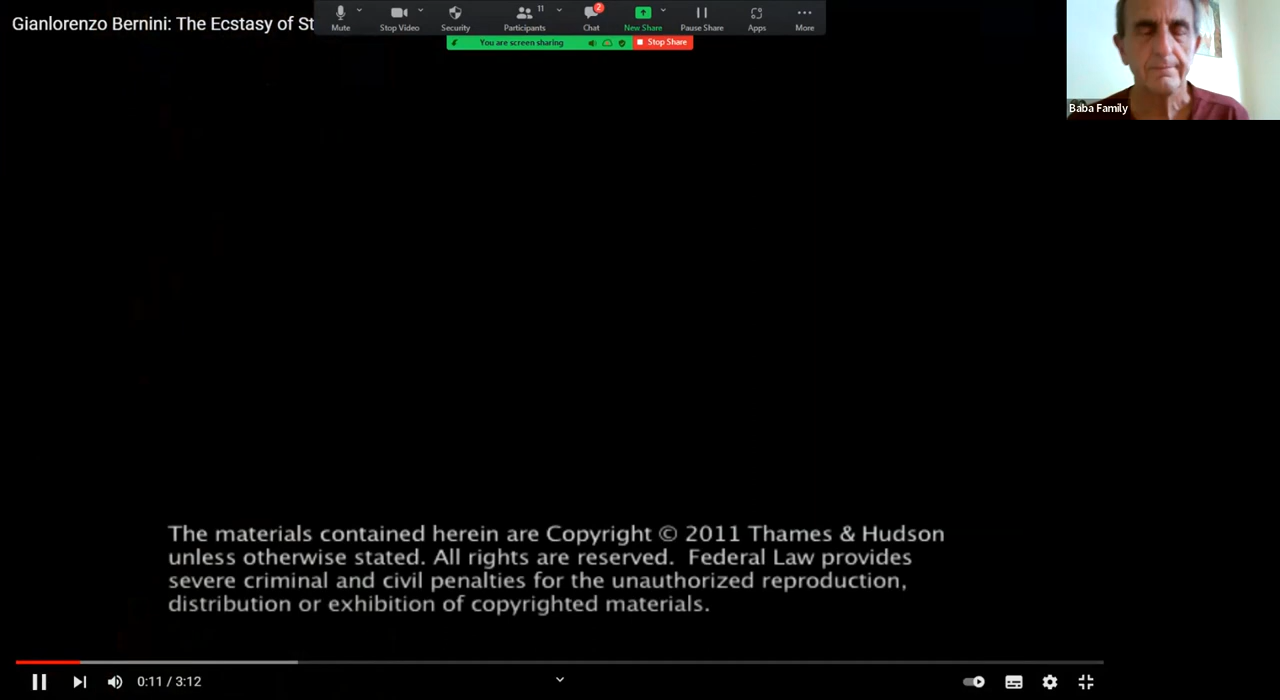 Gianlorenzo Bernini: The Ecstasy of St
Mute
Stop Video
Security
Participants
11
Chat
2
New Share
Pause Share
Apps
More
You are screen sharing
Stop Share
Baba Family
The materials contained herein are Copyright © 2011 Thames & Hudson
unless otherwise stated. All rights are reserved. Federal Law provides
severe criminal and civil penalties for the unauthorized reproduction,
distribution or exhibition of copyrighted materials.
0:11 / 3:12